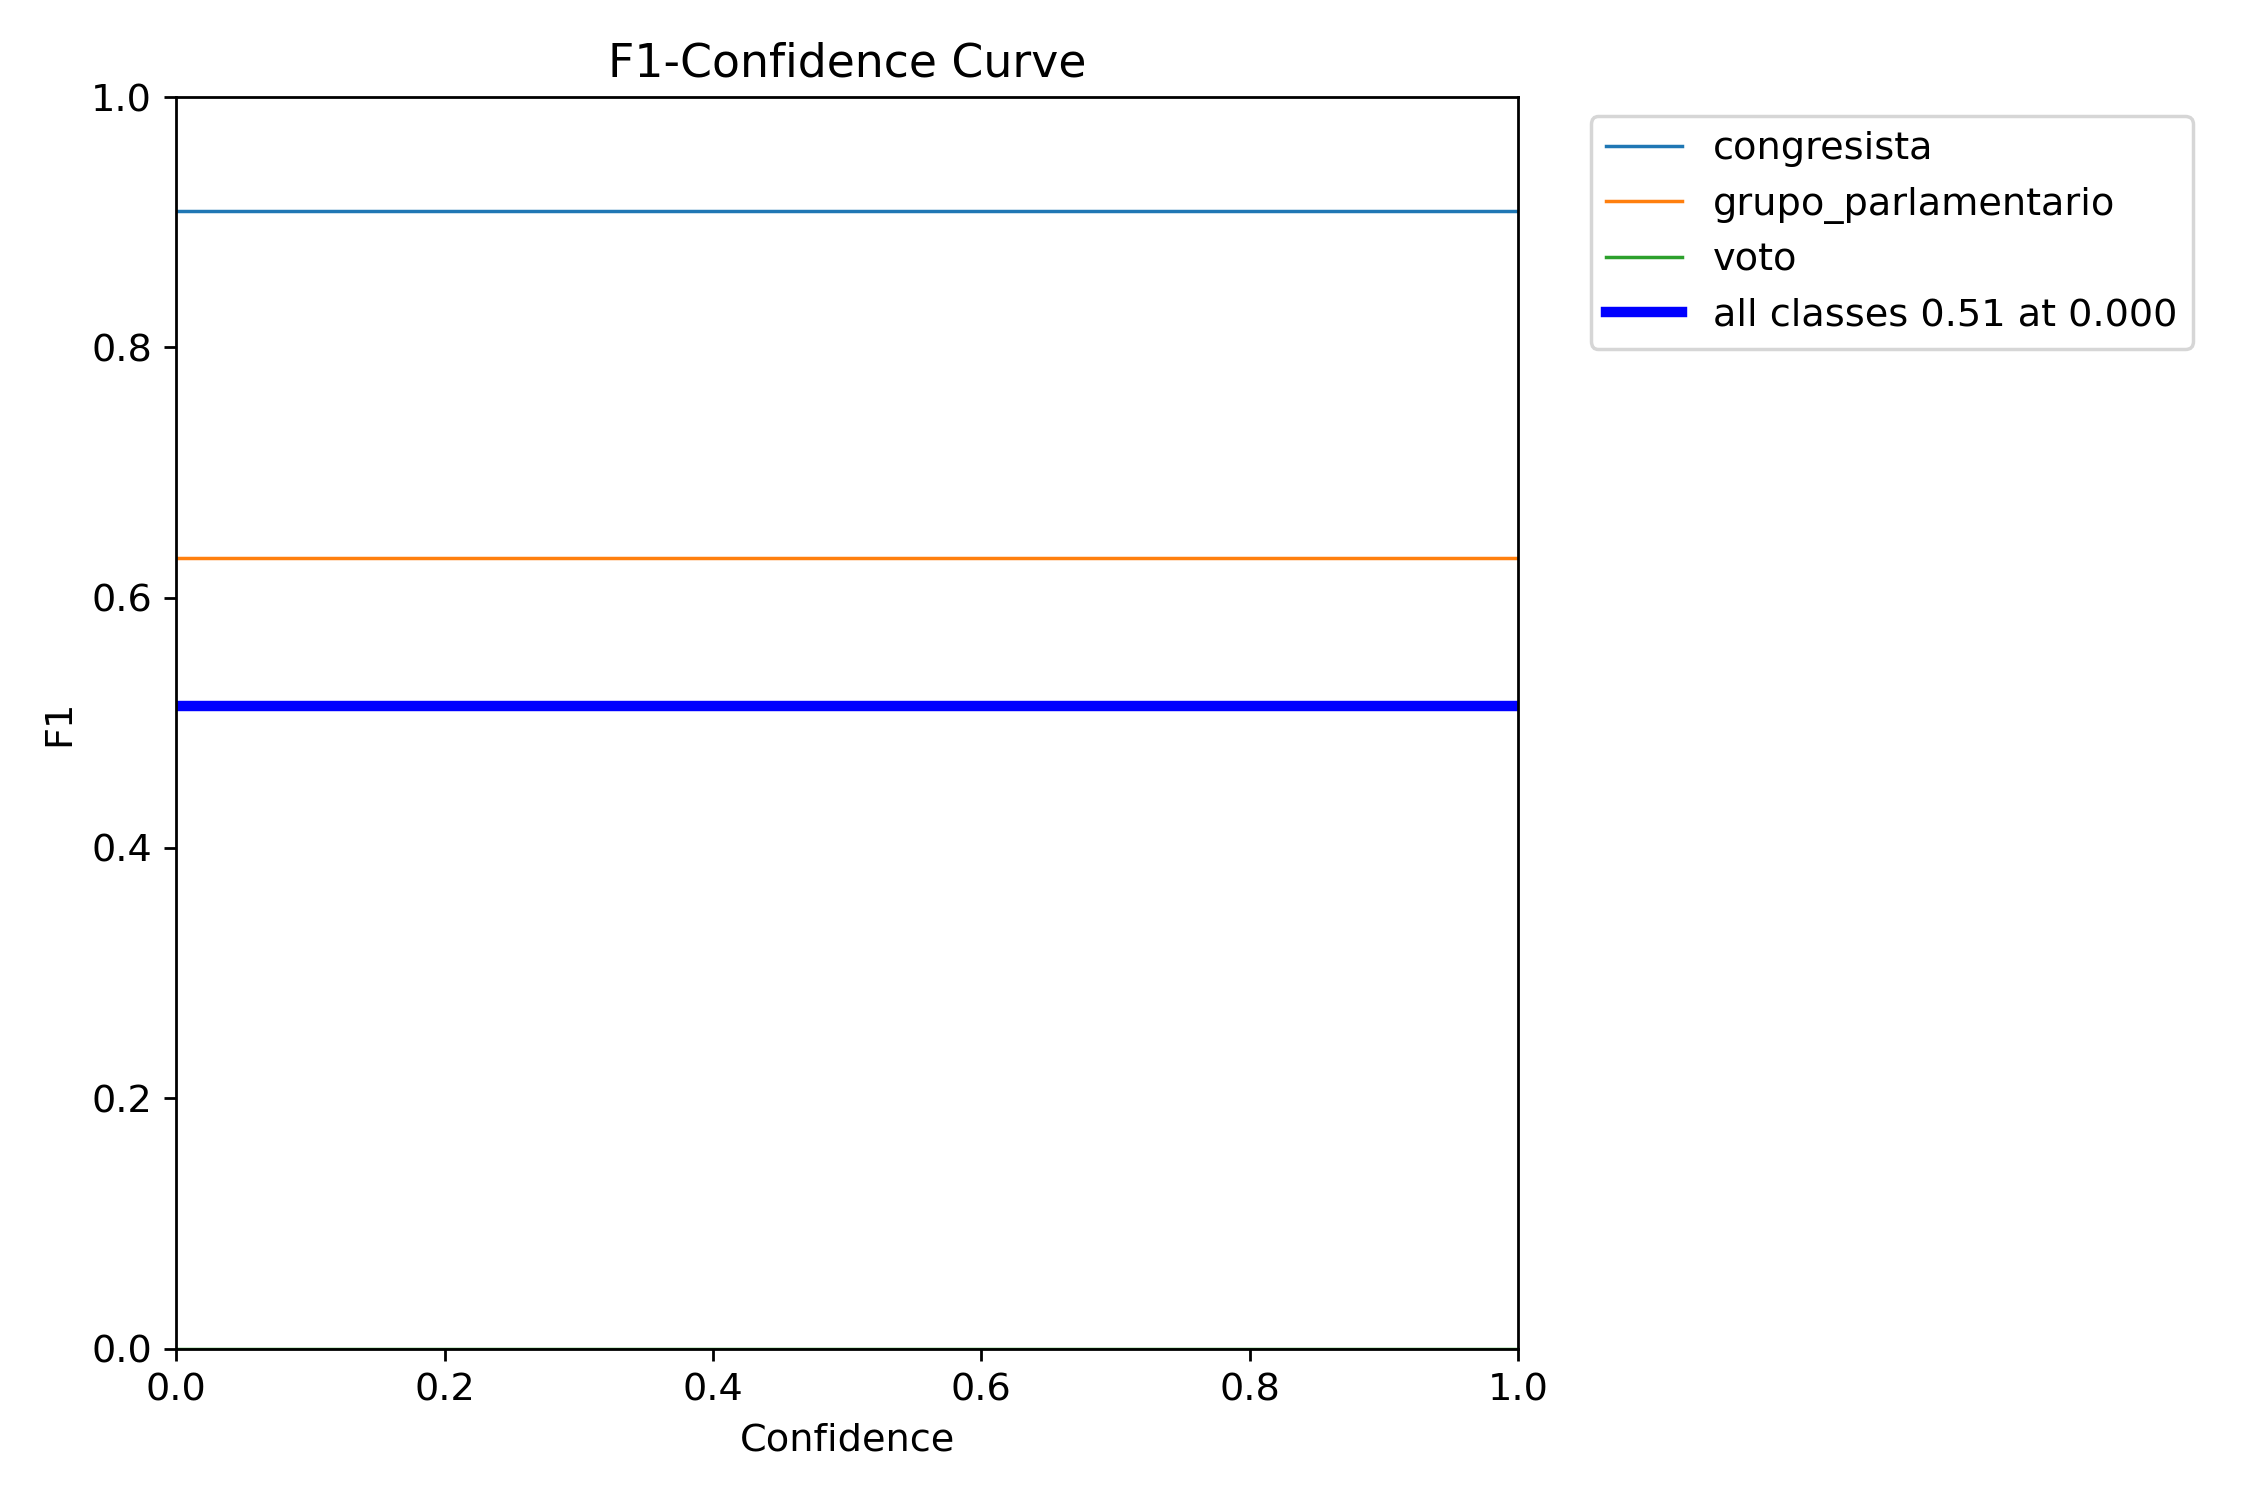 F1-Confidence Curve
1.0
0.8
0.6
0.4
0.2
0.0
F1
0.0 0.2 0.4 0.6 0.8 1.0
Confidence
congresista
grupo_parlamentario
voto
all classes 0.51 at 0.000